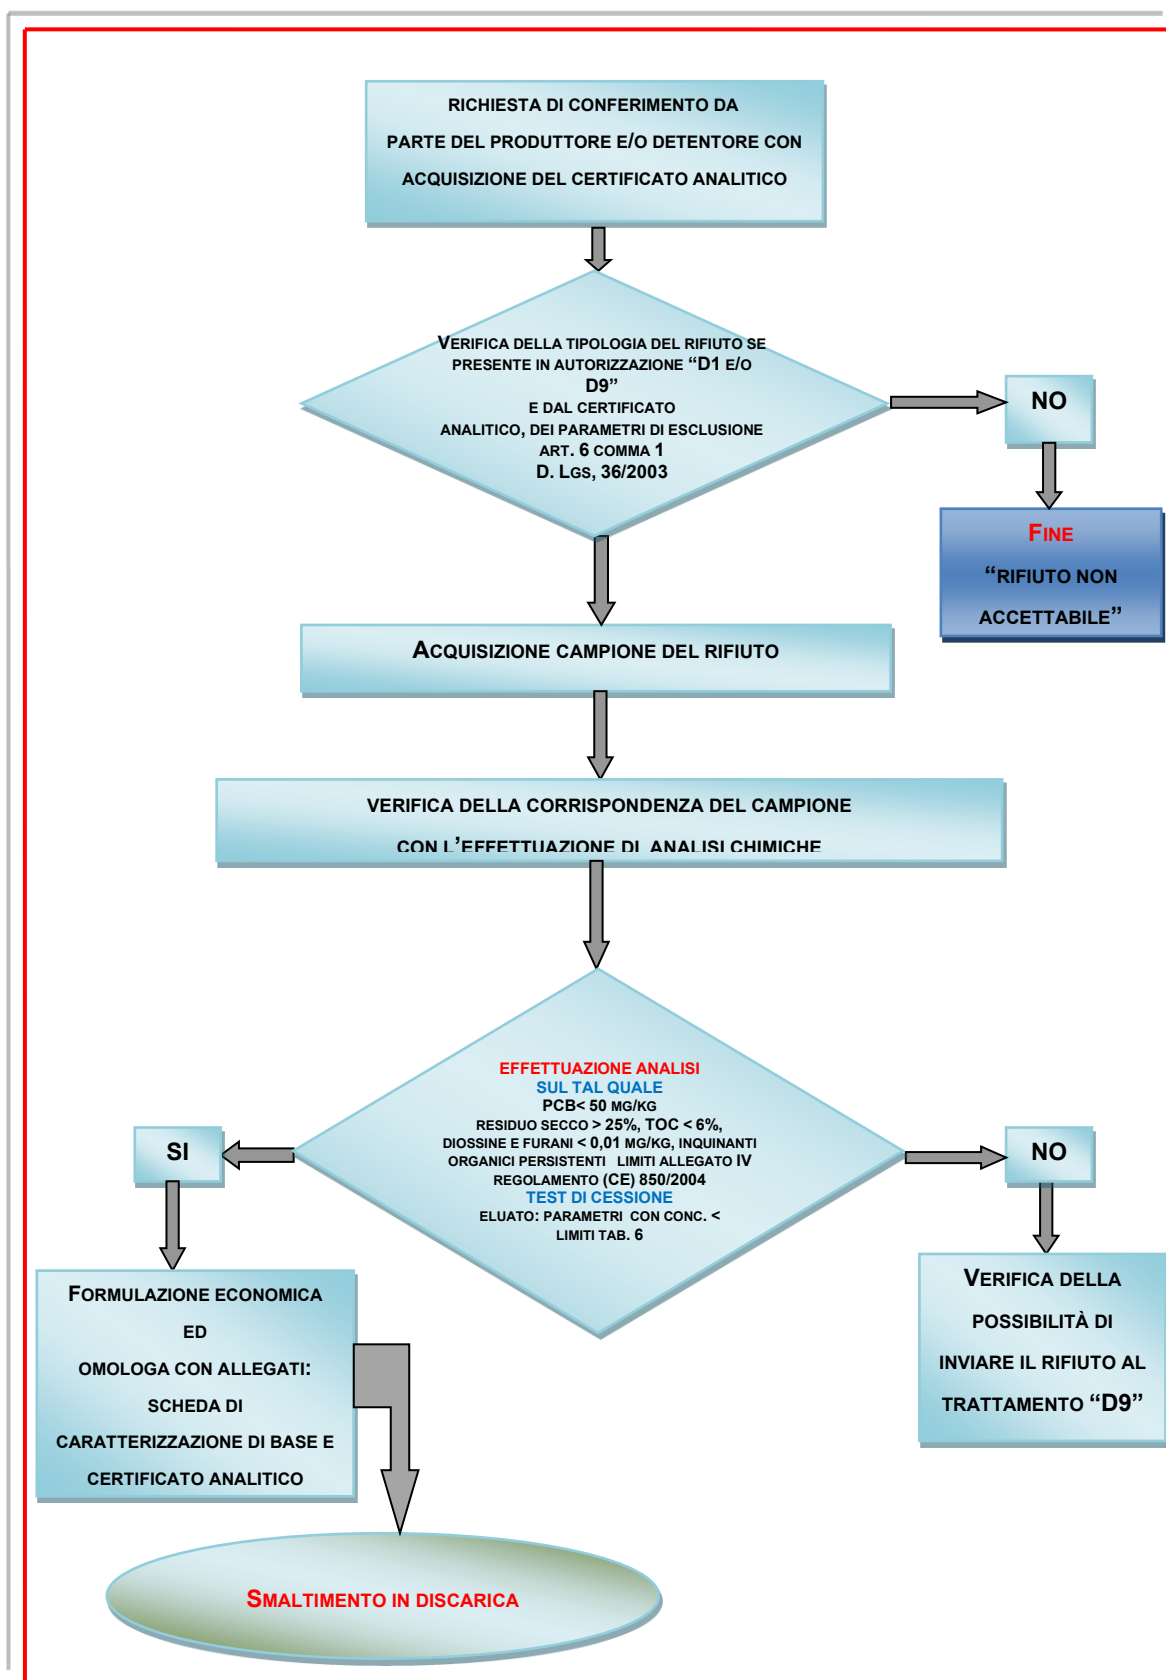 RICHIESTA DI CONFERIMENTO DA
PARTE DEL PRODUTTORE E/O DETENTORE CON
ACQUISIZIONE DEL CERTIFICATO ANALITICO
VERIFICA DELLA TIPOLOGIA DEL RIFIUTO SE
PRESENTE IN AUTORIZZAZIONE “D1 E/O
D9”
E DAL CERTIFICATO
ANALITICO, DEI PARAMETRI DI ESCLUSIONE
ART. 6 COMMA 1
D. LGS, 36/2003
NO
FINE
“RIFIUTO NON
ACCETTABILE”
ACQUISIZIONE CAMPIONE DEL RIFIUTO
VERIFICA DELLA CORRISPONDENZA DEL CAMPIONE
CON L’EFFETTUAZIONE DI ANALISI CHIMICHE
EFFETTUAZIONE ANALISI
SUL TAL QUALE
PCB< 50 MG/KG
RESIDUO SECCO > 25%, TOC < 6%,
DIOSSINE E FURANI < 0,01 MG/KG, INQUINANTI
ORGANICI PERSISTENTI LIMITI ALLEGATO IV
REGOLAMENTO (CE) 850/2004
TEST DI CESSIONE
ELUATO: PARAMETRI CON CONC. <
LIMITI TAB. 6
SI
NO
FORMULAZIONE ECONOMICA
ED
OMOLOGA CON ALLEGATI:
SCHEDA DI
CARATTERIZZAZIONE DI BASE E
CERTIFICATO ANALITICO
VERIFICA DELLA
POSSIBILITÀ DI
INVIARE IL RIFIUTO AL
TRATTAMENTO “D9”
SMALTIMENTO IN DISCARICA